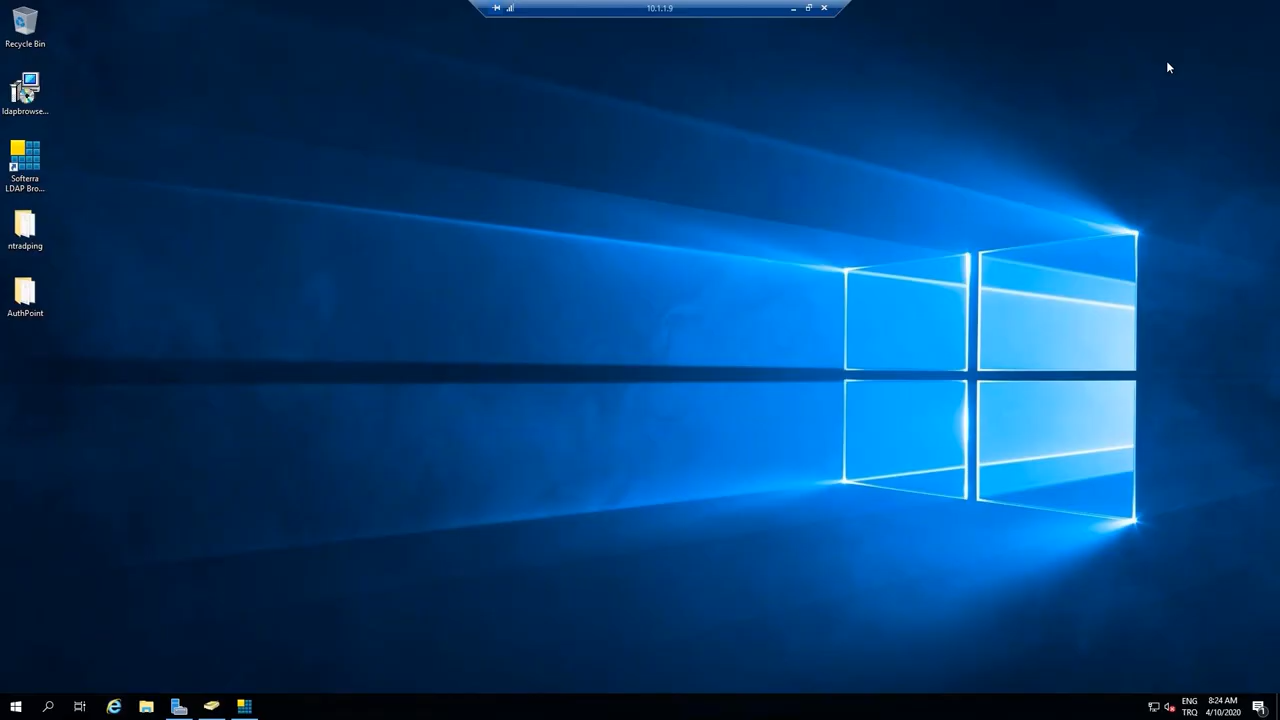 10.1.1.9
Recycle Bin
ldapbrowse...
Softerra
LDAP Bro...
ntradping
AuthPoint
ENG
TRQ
8:24 AM
4/10/2020
1